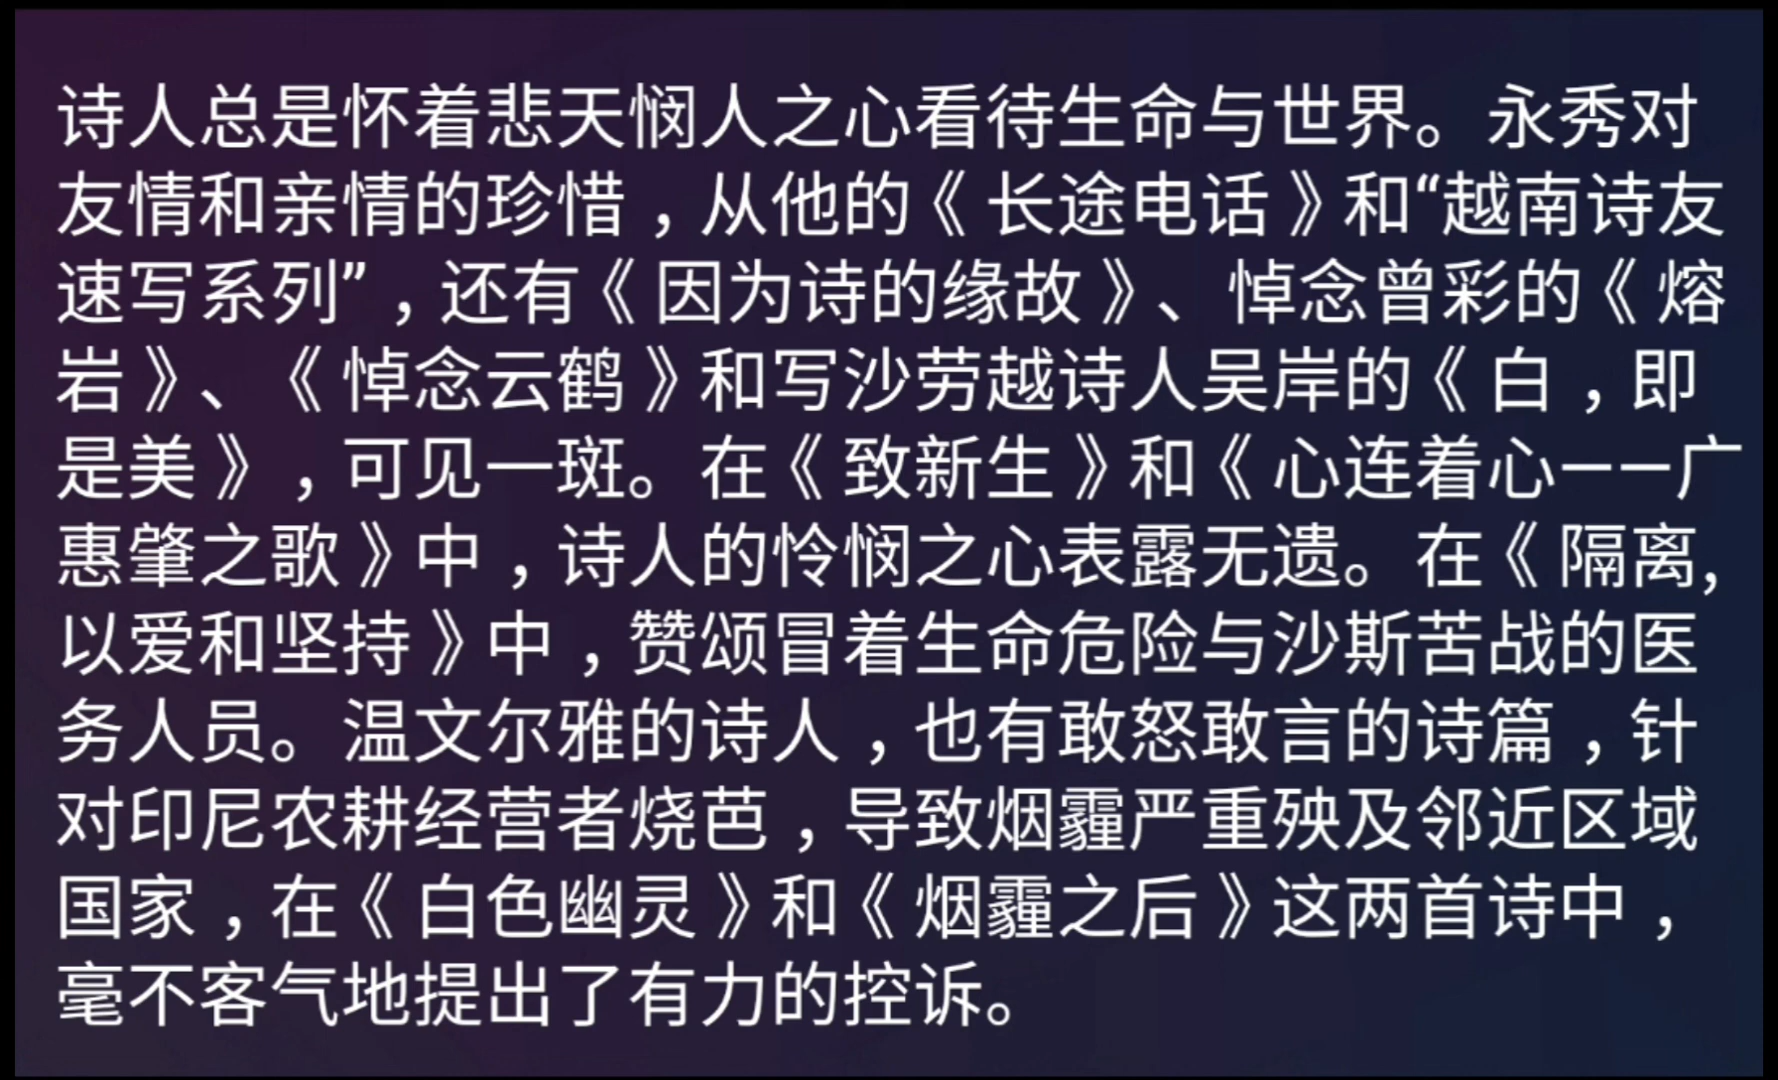 诗人总是怀着悲天悯人之心看待生命与世界。永秀对
友情和亲情的珍惜，从他的《长途电话》和“越南诗友
速写系列”，还有《因为诗的缘故》、悼念曾彩的《熔
岩》、《悼念云鹤》和写沙劳越诗人吴岸的《白，即
是美》，可见一斑。在《致新生》和《心连着心——广
惠肇之歌》中，诗人的怜悯之心表露无遗。在《隔离,
以爱和坚持》中，赞颂冒着生命危险与沙斯苦战的医
务人员。温文尔雅的诗人，也有敢怒敢言的诗篇，针
对印尼农耕经营者烧芭，导致烟霾严重殃及邻近区域
国家，在《白色幽灵》和《烟霾之后》这两首诗中，
毫不客气地提出了有力的控诉。